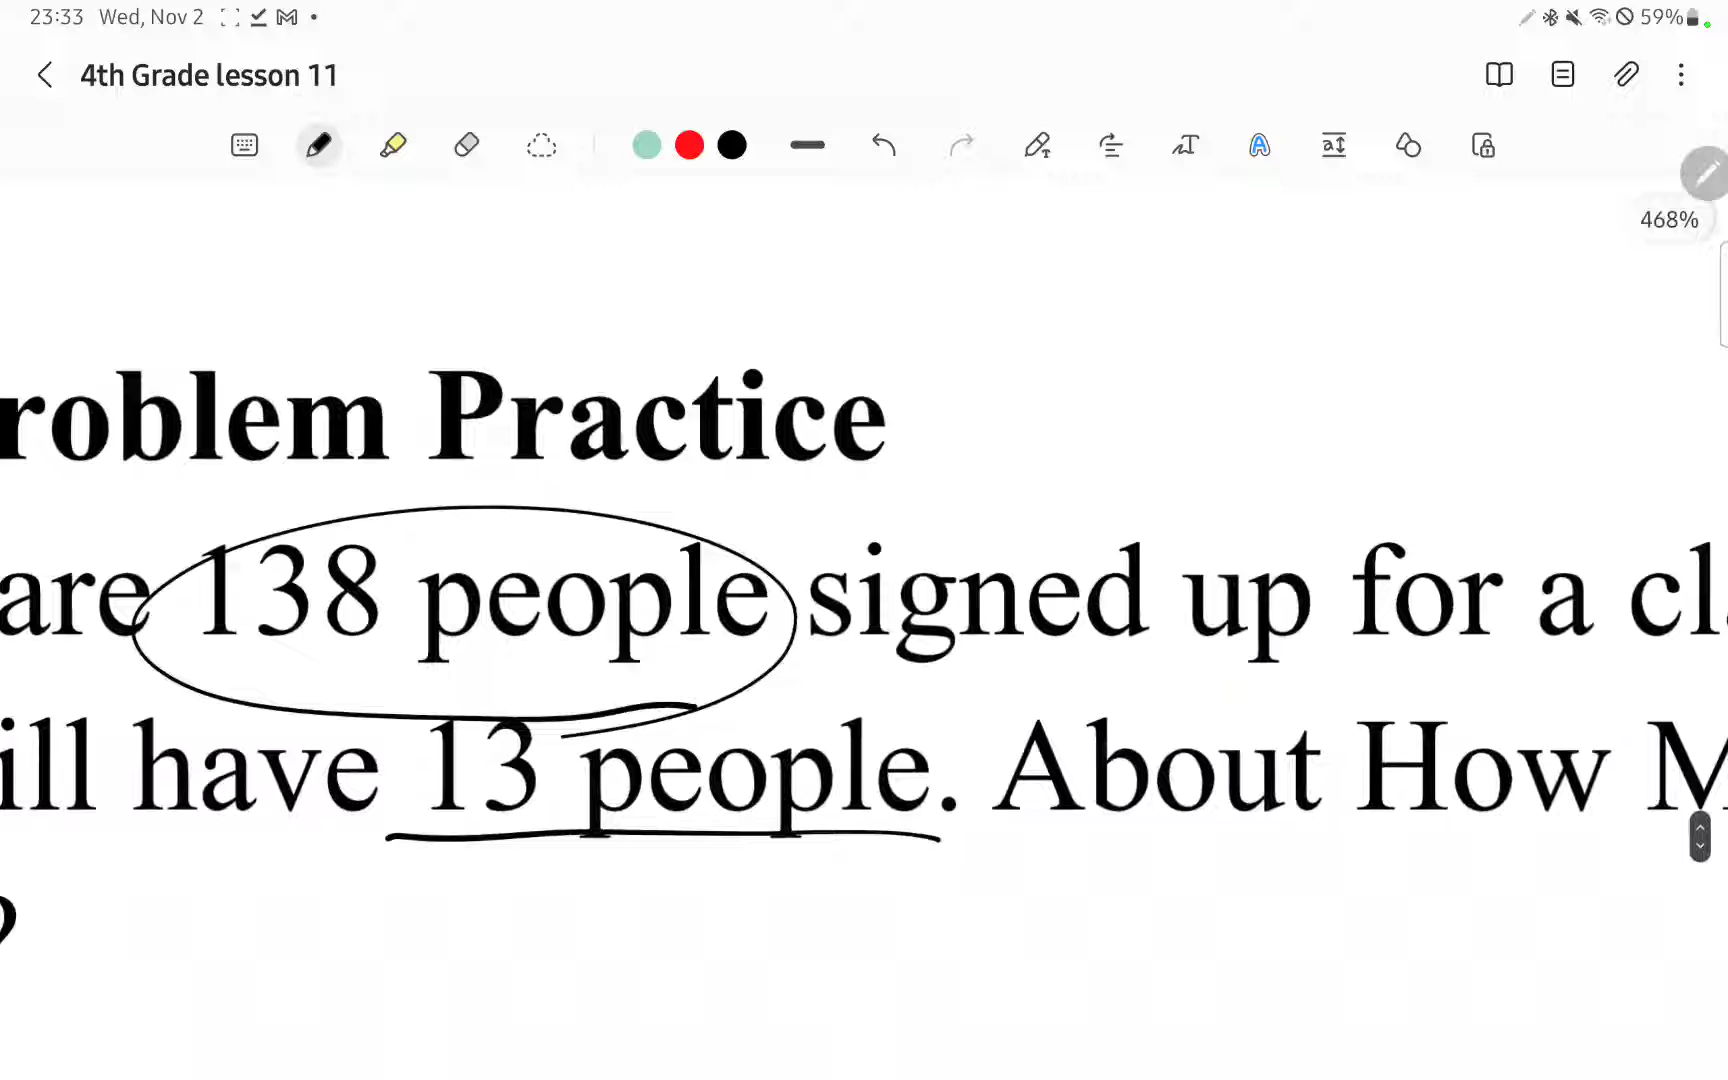 23:33 Wed, Nov 2 59%
4th Grade lesson 11
468%
roblem Practice
are 138 people signed up for a cl
ill have 13 people. About How M
?